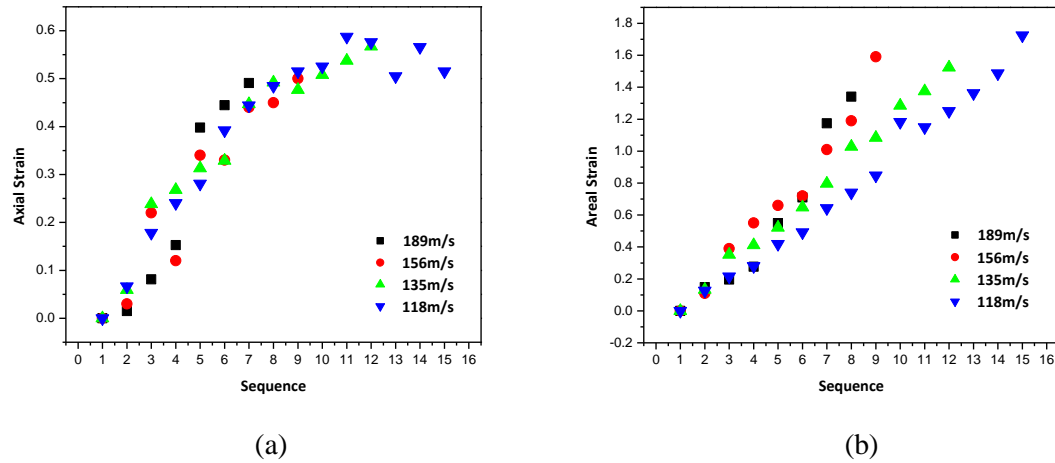 0.6
0.5
0.4
0.3
0.2
0.1
0.0
Axial Strain
189m/s
156m/s
135m/s
118m/s
0 1 2 3 4 5 6 7 8 9 10 11 12 13 14 15 16
Sequence
(a)
1.8
1.6
1.4
1.2
1.0
0.8
0.6
0.4
0.2
0.0
-0.2
Areal Strain
189m/s
156m/s
135m/s
118m/s
0 1 2 3 4 5 6 7 8 9 10 11 12 13 14 15 16
Sequence
(b)